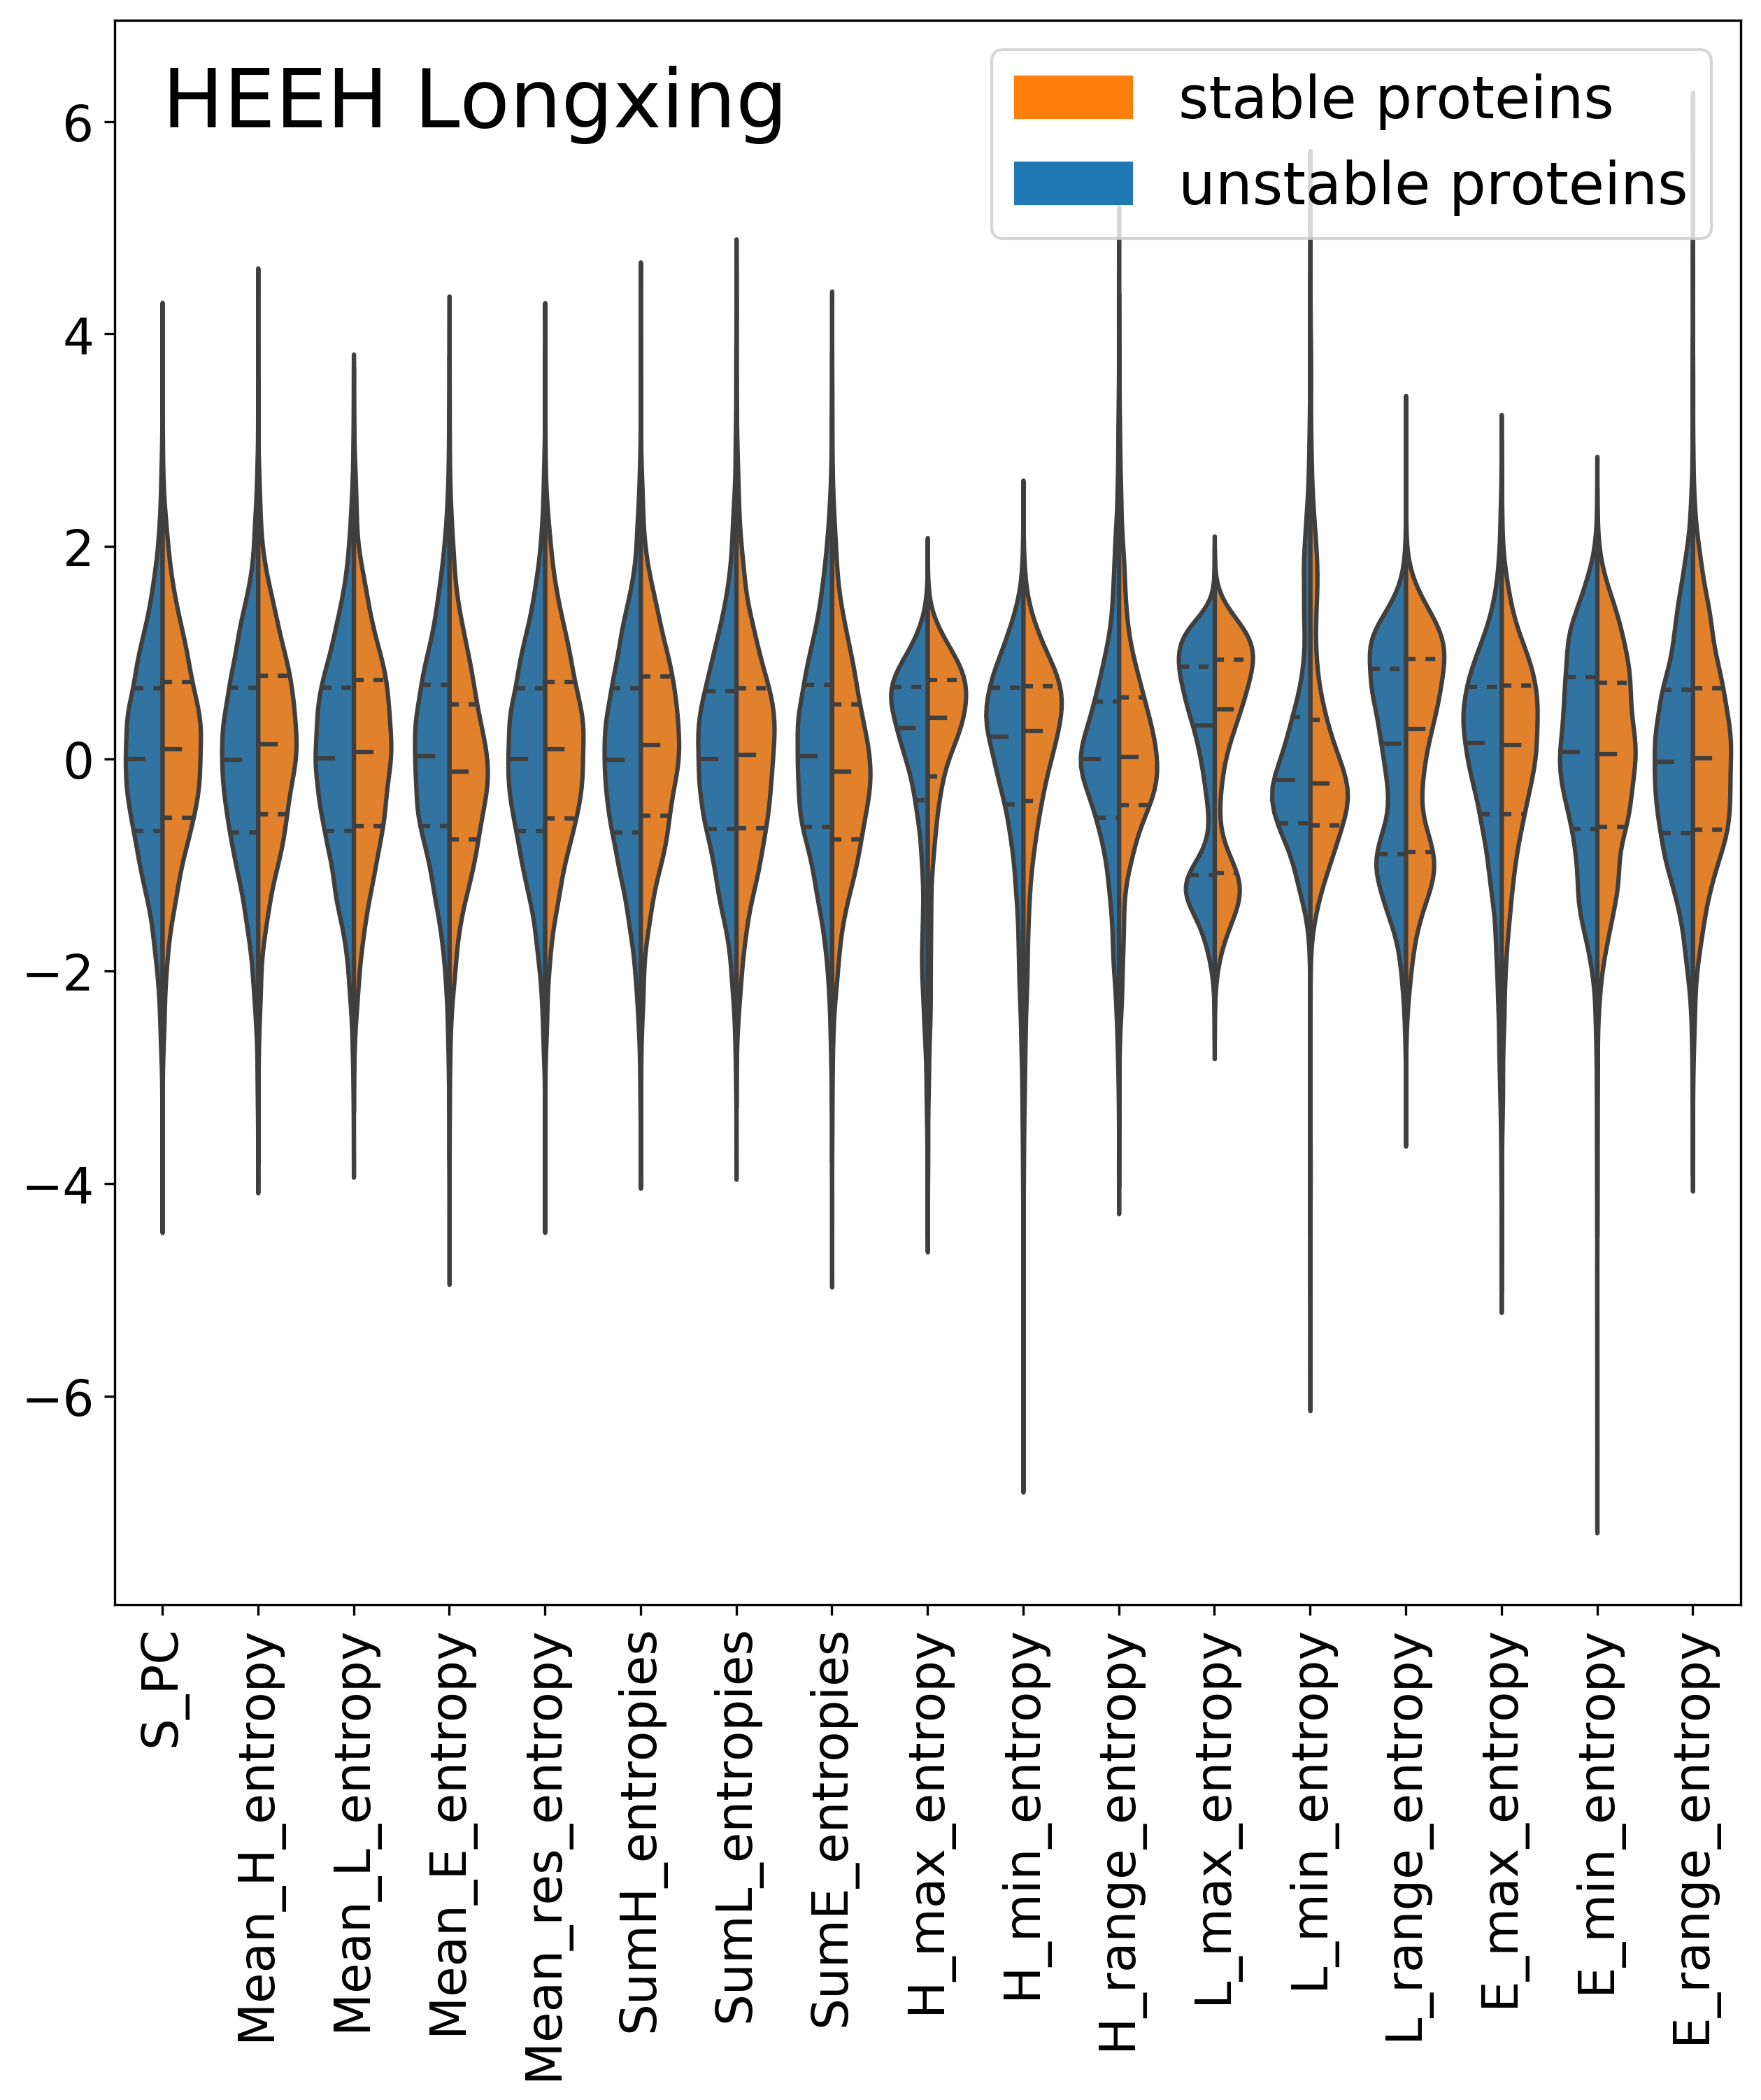 HEEH Longxing
stable proteins
unstable proteins
6
4
2
0
−2
−4
−6
S_PC
Mean_H_entropy
Mean_L_entropy
Mean_E_entropy
Mean_res_entropy
SumH_entropies
SumL_entropies
SumE_entropies
H_max_entropy
H_min_entropy
H_range_entropy
L_max_entropy
L_min_entropy
L_range_entropy
E_max_entropy
E_min_entropy
E_range_entropy